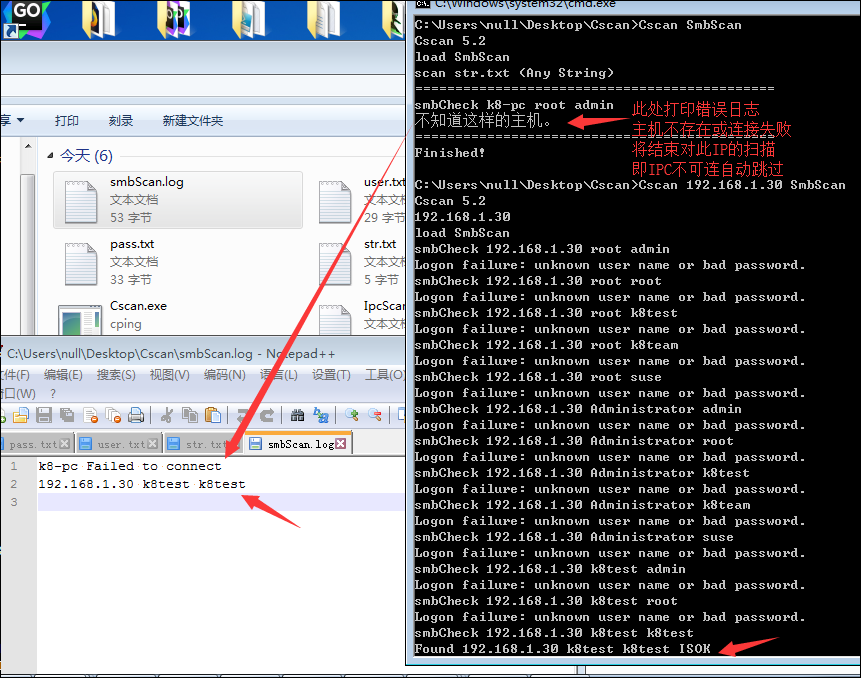 GO
享
打印
刻录
新建文件夹
今天 (6)
smbScan.log
文本文档
53 字节
user.txt
文本文档
29 字节
pass.txt
文本文档
33 字节
str.txt
文本文档
5 字节
Cscan.exe
cping
IpcScan
文本文
C:\Users\null\Desktop\Cscan\smbScan.log - Notepad++
文件(F) 编辑(E) 搜索(S) 视图(V) 编码(N) 语言(L) 设置(T) 工具(O)
窗口(W) ?
pass.txt user.txt str.txt smbScan.log
1 k8-pc Failed to connect
2 192.168.1.30 k8test k8test
3
C:\Windows\system32\cmd.exe
C:\Users\null\Desktop\Cscan>Cscan SmbScan
Cscan 5.2
load SmbScan
scan str.txt (Any String)
=============================================
smbCheck k8-pc root admin
不知道这样的主机。
=============================================
Finished!
此处打印错误日志
主机不存在或连接失败
将结束对此IP的扫描
即IPC不可连自动跳过
C:\Users\null\Desktop\Cscan>Cscan 192.168.1.30 SmbScan
Cscan 5.2
192.168.1.30
load SmbScan
smbCheck 192.168.1.30 root admin
Logon failure: unknown user name or bad password.
smbCheck 192.168.1.30 root root
Logon failure: unknown user name or bad password.
smbCheck 192.168.1.30 root k8test
Logon failure: unknown user name or bad password.
smbCheck 192.168.1.30 root k8team
Logon failure: unknown user name or bad password.
smbCheck 192.168.1.30 root suse
Logon failure: unknown user name or bad password.
smbCheck 192.168.1.30 Administrator admin
Logon failure: unknown user name or bad password.
smbCheck 192.168.1.30 Administrator root
Logon failure: unknown user name or bad password.
smbCheck 192.168.1.30 Administrator k8test
Logon failure: unknown user name or bad password.
smbCheck 192.168.1.30 Administrator k8team
Logon failure: unknown user name or bad password.
smbCheck 192.168.1.30 Administrator suse
Logon failure: unknown user name or bad password.
smbCheck 192.168.1.30 k8test admin
Logon failure: unknown user name or bad password.
smbCheck 192.168.1.30 k8test root
Logon failure: unknown user name or bad password.
smbCheck 192.168.1.30 k8test k8test
Found 192.168.1.30 k8test k8test ISOK